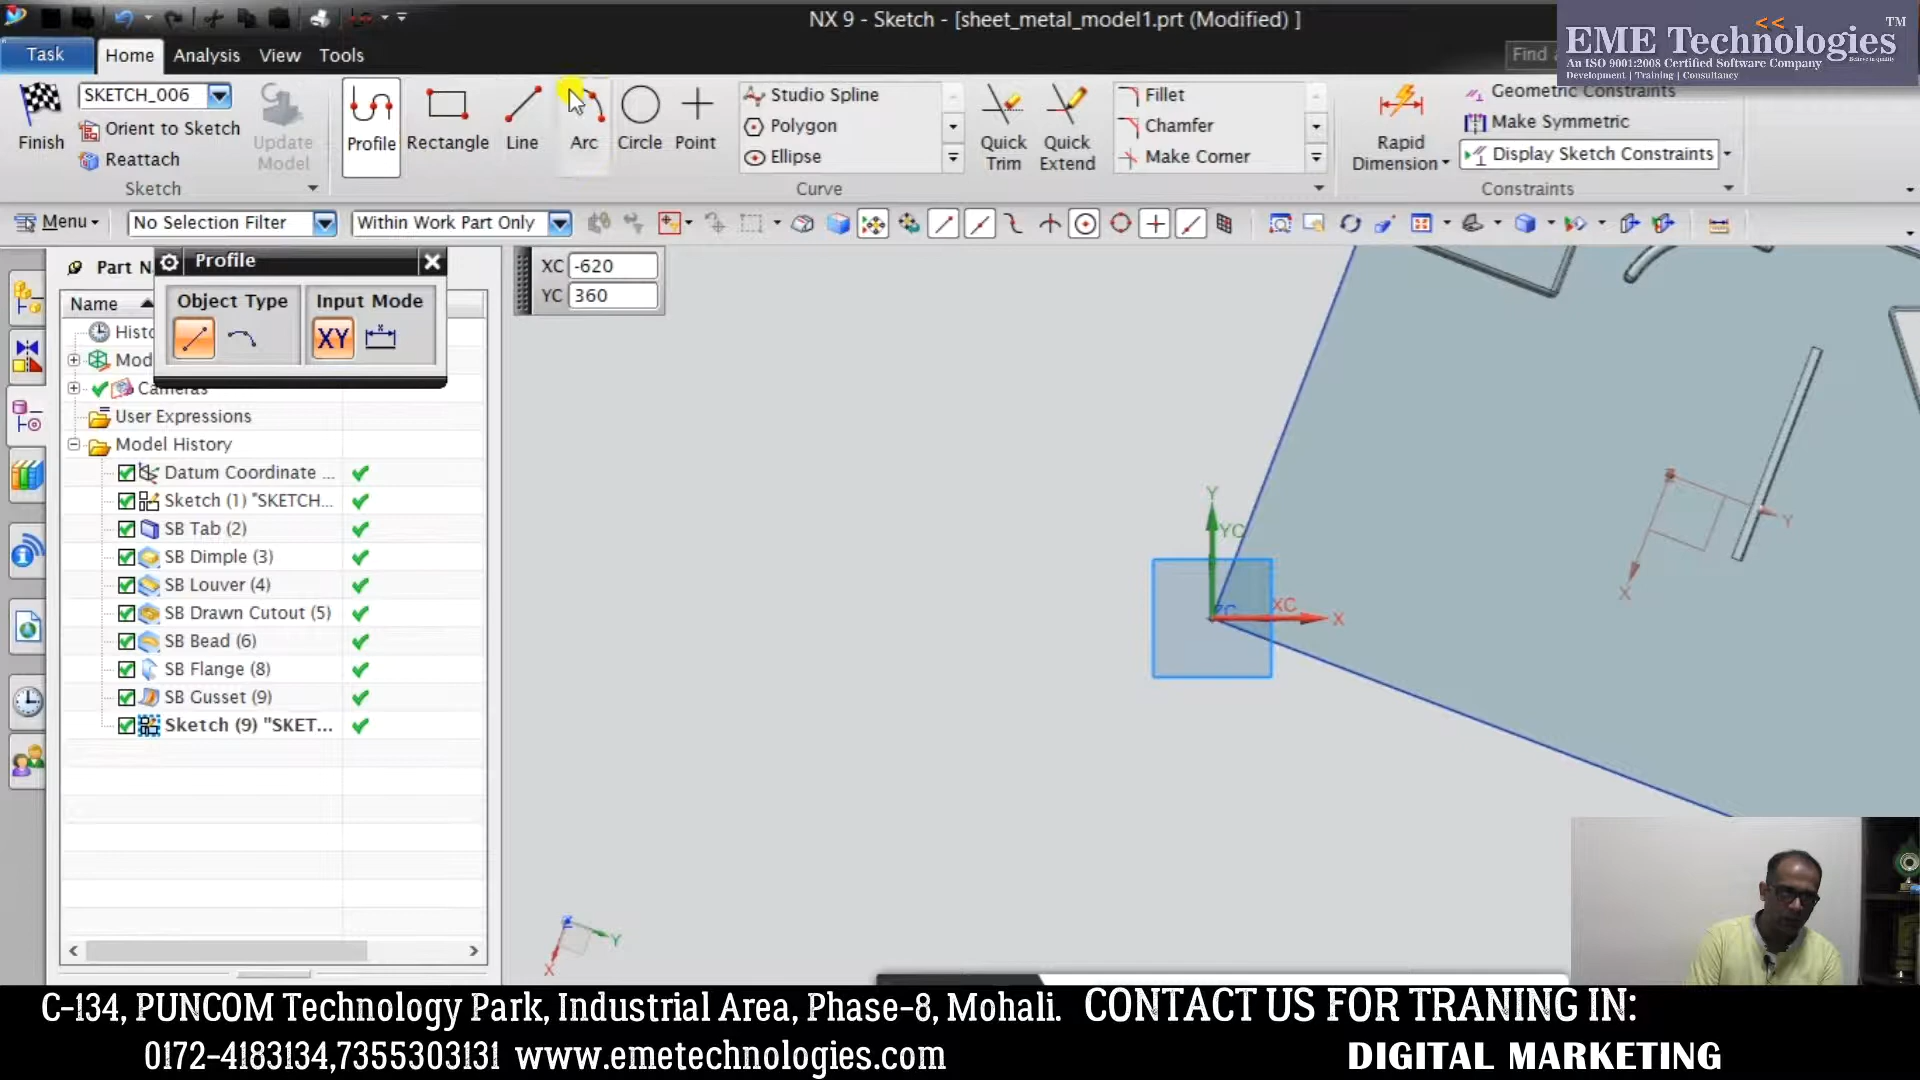 NX 9 - Sketch - [sheet_metal_model1.prt (Modified) ]
<<
EME Technologies TM
An ISO 9001:2008 Certified Software Company
Development | Training | Consultancy
Task
Home
Analysis
View
Tools
Find
SKETCH_006
Orient to Sketch
Reattach
Finish
Update Model
Profile
Rectangle
Line
Arc
Circle
Point
Studio Spline
Polygon
Ellipse
Quick Trim
Quick Extend
Fillet
Chamfer
Make Corner
Rapid Dimension
Geometric Constraints
Make Symmetric
Display Sketch Constraints
Sketch
Curve
Constraints
Menu
No Selection Filter
Within Work Part Only
Part N
Profile
Object Type
Input Mode
XY
XC -620
YC 360
Name
Histo
Mod
Cameras
User Expressions
Model History
Datum Coordinate ...
Sketch (1) "SKETCH...
SB Tab (2)
SB Dimple (3)
SB Louver (4)
SB Drawn Cutout (5)
SB Bead (6)
SB Flange (8)
SB Gusset (9)
Sketch (9) "SKET...
Y
YC
XC
X
Z
Y
X
Z
Y
X
C-134, PUNCOM Technology Park, Industrial Area, Phase-8, Mohali.
0172-4183134,7355303131 www.emetechnologies.com
CONTACT US FOR TRANING IN:
DIGITAL MARKETING